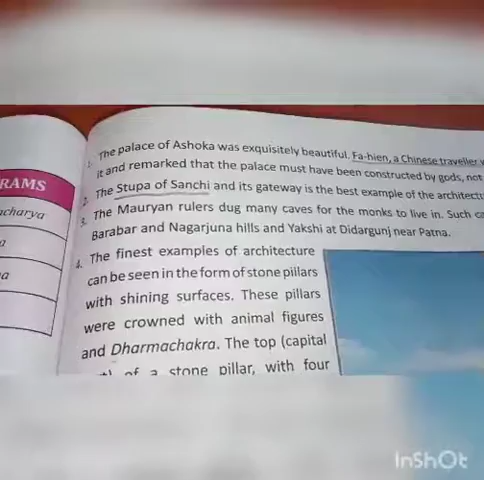 RAMS
acharya
a
a
1. The palace of Ashoka was exquisitely beautiful. Fa-hien, a Chinese traveller
it and remarked that the palace must have been constructed by gods, not
2. The Stupa of Sanchi and its gateway is the best example of the architectu
3. The Mauryan rulers dug many caves for the monks to live in. Such
Barabar and Nagarjuna hills and Yakshi at Didargunj near Patna.
4. The finest examples of architecture
can be seen in the form of stone pillars
with shining surfaces. These pillars
were crowned with animal figures
and Dharmachakra. The top (capital
of a stone pillar, with four
InShOt